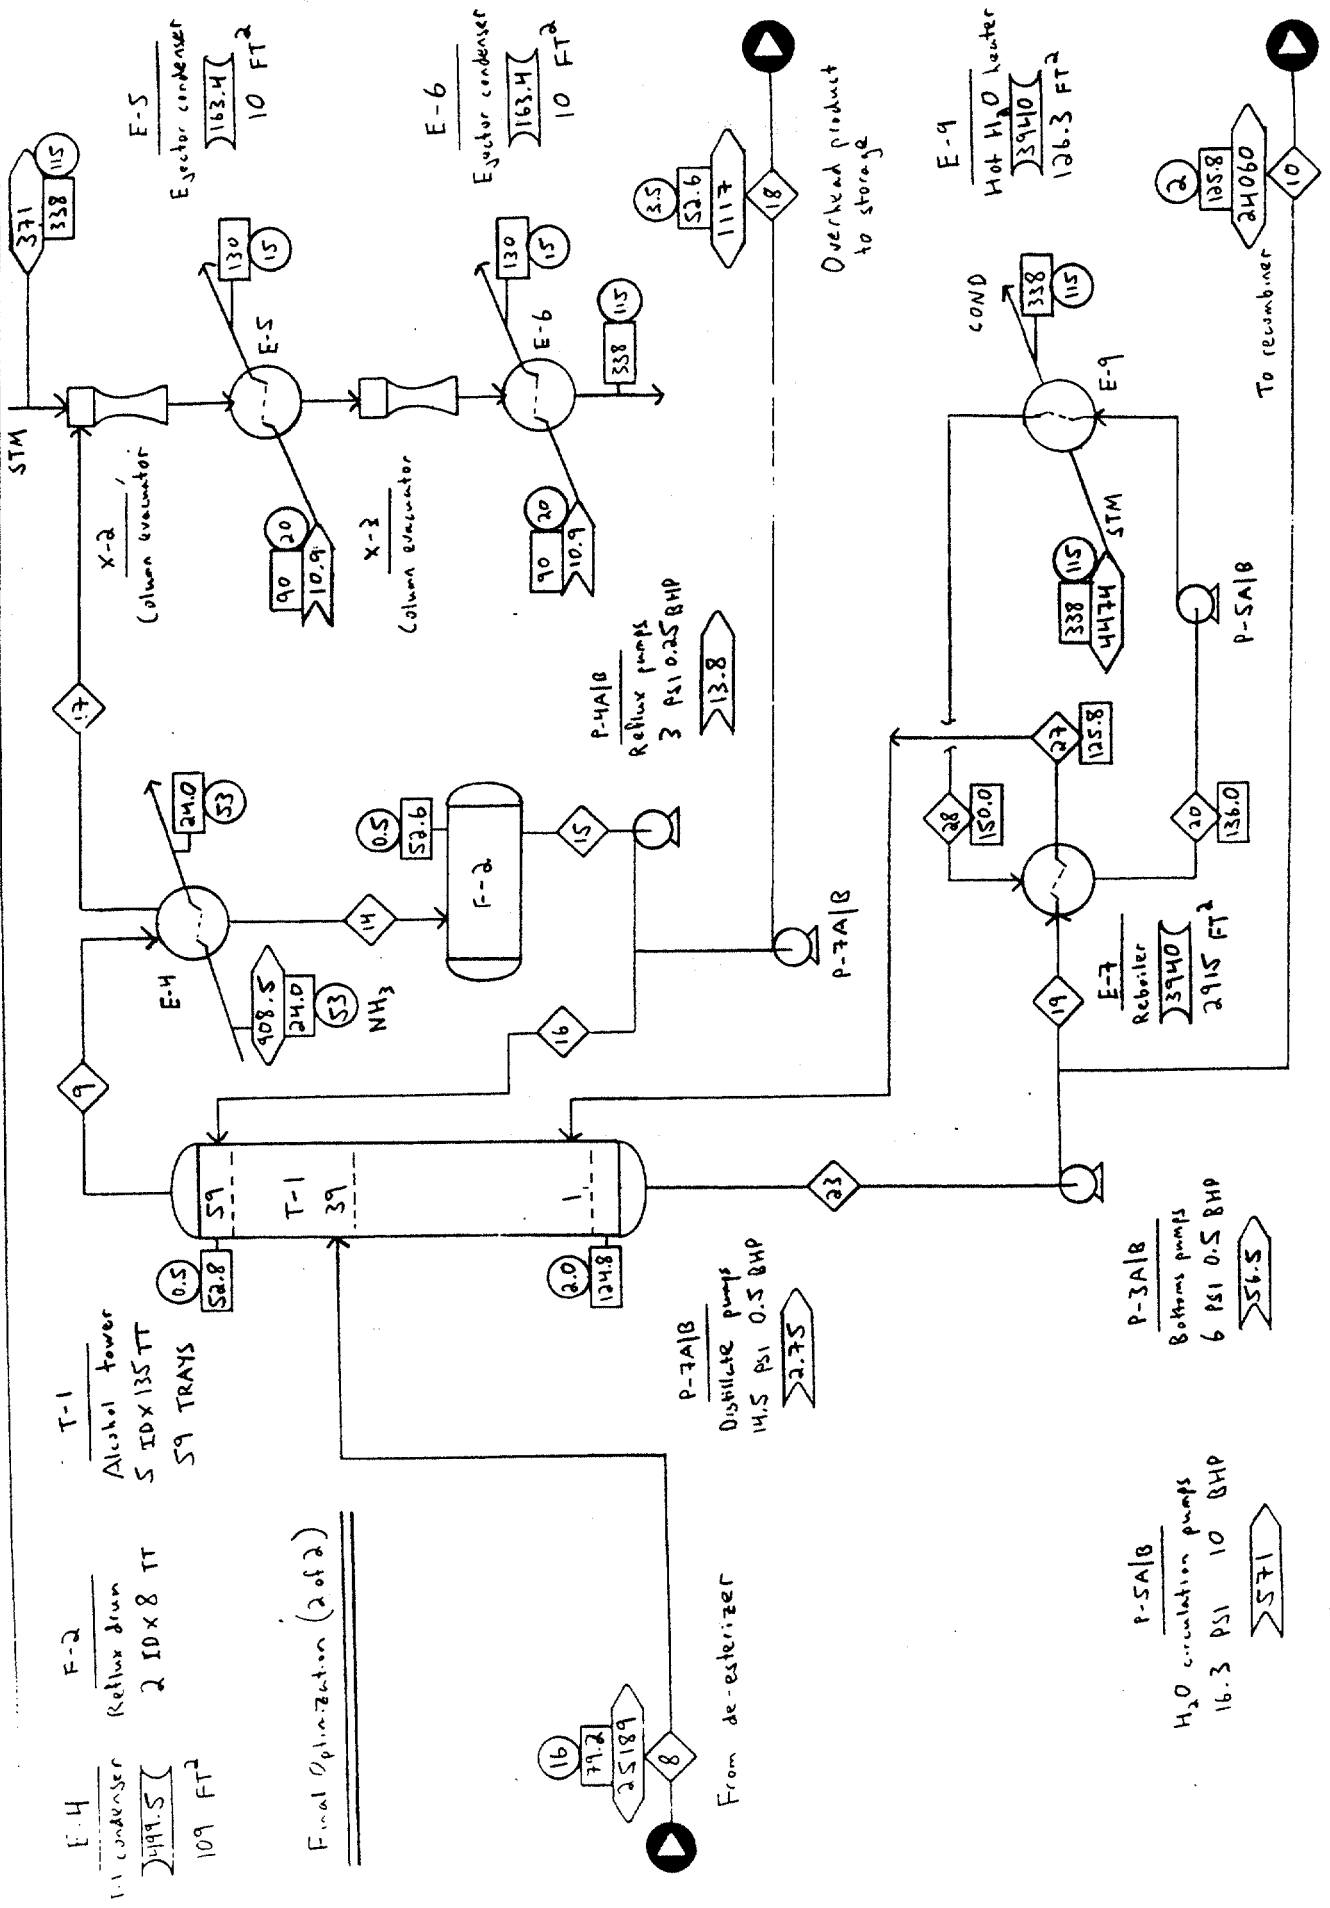 E-4
T-1 condenser
499.5
109 FT²
F-2
Reflux drum
2 ID X 8 TT
T-1
Alcohol tower
5 ID X 135 TT
59 TRAYS
Final Optimization (2 of 2)
16
79.2
25189
8
From de-esterizer
0.5
52.8
59
T-1
39
1
2.0
124.8
9
E-4
908.5
24.0
53
NH₃
24.0
53
17
14
0.5
52.6
F-2
15
16
23
P-7A/B
STM
371
338
115
X-2
Column evacuator
90
20
10.9
E-5
130
15
X-3
Column evacuator
90
20
10.9
E-6
130
15
338
115
E-5
Ejector condenser
163.4
10 FT²
E-6
Ejector condenser
163.4
10 FT²
P-4A/B
Reflux pumps
3 PSI 0.25 BHP
13.8
3.5
52.6
1117
18
Overhead product
to storage
P-7A/B
Distillate pumps
14.5 PSI 0.5 BHP
2.75
P-3A/B
Bottoms pumps
6 PSI 0.5 BHP
56.5
P-5A/B
H₂O circulation pumps
16.3 PSI 10 BHP
571
19
E-7
Reboiler
3940
2915 FT²
28
150.0
27
125.8
20
136.0
P-5A/B
338
115
4474
STM
E-9
COND
338
115
E-9
Hot H₂O heater
3940
126.3 FT²
2
125.8
24060
10
To recombiner